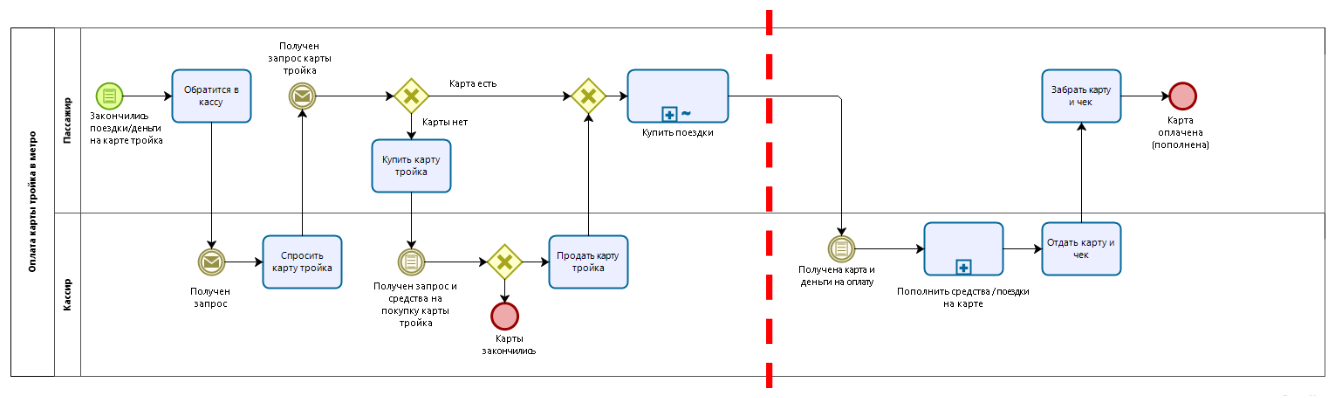 Оплата карты тройка в метро
Пассажир
Закончились
поездки/деньги
на карте тройка
Обратится в
кассу
Получен
запрос карты
тройка
Карта есть
Карты нет
Купить карту
тройка
Купить поездки
Забрать карту
и чек
Карта
оплачена
(пополнена)
Кассир
Получен
запрос
Спросить
карту тройка
Получен запрос и
средства на
покупку карты
тройка
Карты
закончились
Продать карту
тройка
Получена карта и
деньги на оплату
Пополнить средства /поездки
на карте
Отдать карту и
чек